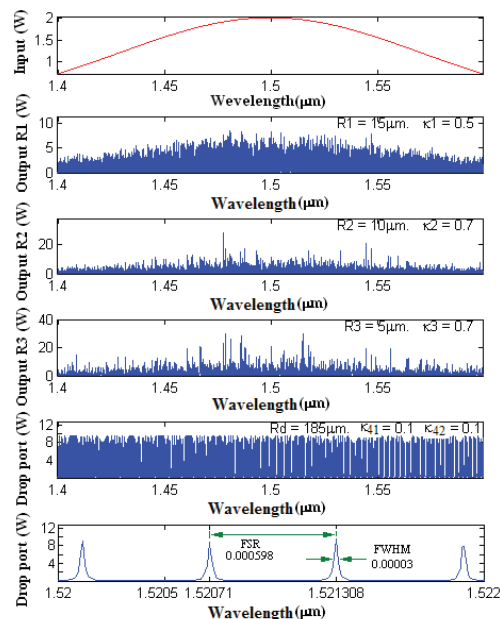 Input (W)
2
1.5
1
1.4
1.45
1.5
1.55
Wevelength(μm)
Output R1 (W)
10
5
0
R1 = 15μm. κ1 = 0.5
1.4
1.45
1.5
1.55
Wavelength(μm)
Output R2 (W)
20
0
R2 = 10μm. κ2 = 0.7
1.4
1.45
1.5
1.55
Wavelength(μm)
Output R3 (W)
40
20
0
R3 = 5μm. κ3 = 0.7
1.4
1.45
1.5
1.55
Wavelength(μm)
Drop port (W)
12
8
4
Rd = 185μm. κ41 = 0.1 κ42 = 0.1
1.4
1.45
1.5
1.55
Wavelength(μm)
Drop port (W)
12
8
4
FSR
0.000598
FWHM
0.00003
1.52
1.5205
1.52071
1.521308
1.522
Wavelength(μm)